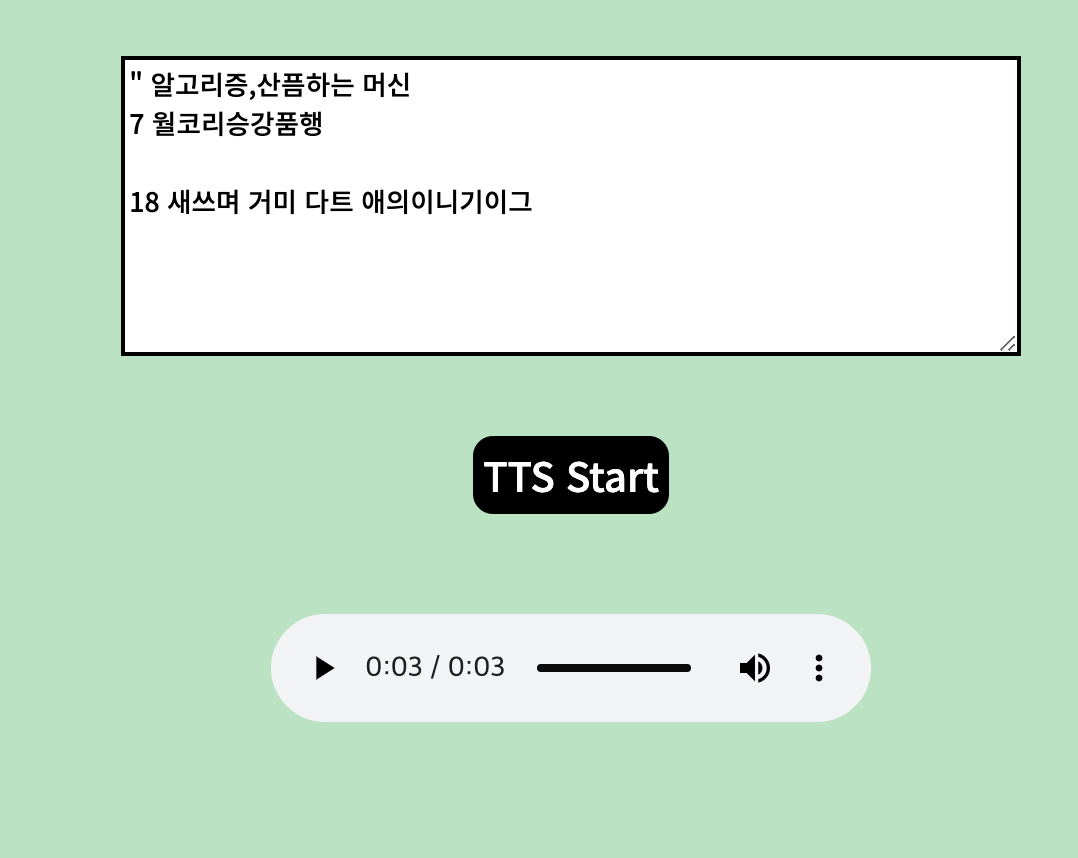 " 알고리증,산픔하는 머신
7 월코리승강품행
18 새쓰며 거미 다트 애의이니기이그
TTS Start
0:03 / 0:03